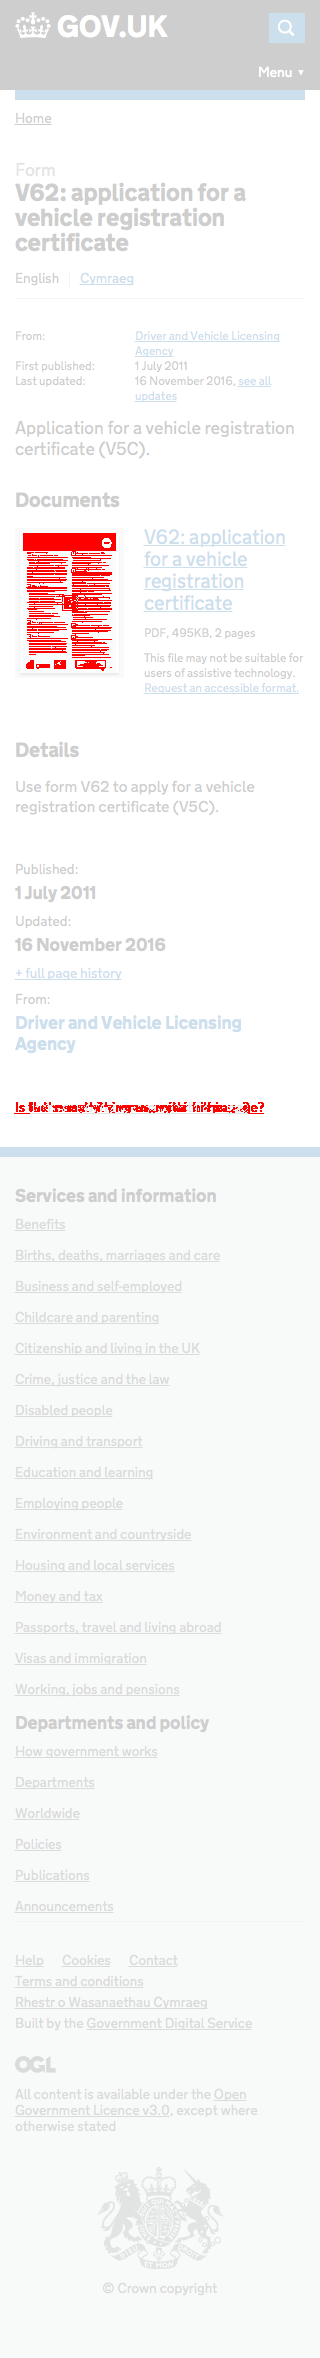 GOV.UK
Menu ▼
Home
Form
V62: application for a
vehicle registration
certificate
English Cymraeg
From: Driver and Vehicle Licensing
Agency
First published: 1 July 2011
Last updated: 16 November 2016, see all
updates
Application for a vehicle registration
certificate (V5C).
Documents
V62: application
for a vehicle
registration
certificate
PDF, 495KB, 2 pages
This file may not be suitable for
users of assistive technology.
Request an accessible format.
Details
Use form V62 to apply for a vehicle
registration certificate (V5C).
Published:
1 July 2011
Updated:
16 November 2016
+ full page history
From:
Driver and Vehicle Licensing
Agency
Is
Services and information
Benefits
Births, deaths, marriages and care
Business and self-employed
Childcare and parenting
Citizenship and living in the UK
Crime, justice and the law
Disabled people
Driving and transport
Education and learning
Employing people
Environment and countryside
Housing and local services
Money and tax
Passports, travel and living abroad
Visas and immigration
Working, jobs and pensions
Departments and policy
How government works
Departments
Worldwide
Policies
Publications
Announcements
Help Cookies Contact
Terms and conditions
Rhestr o Wasanaethau Cymraeg
Built by the Government Digital Service
OGL
All content is available under the Open
Government Licence v3.0, except where
otherwise stated
© Crown copyright